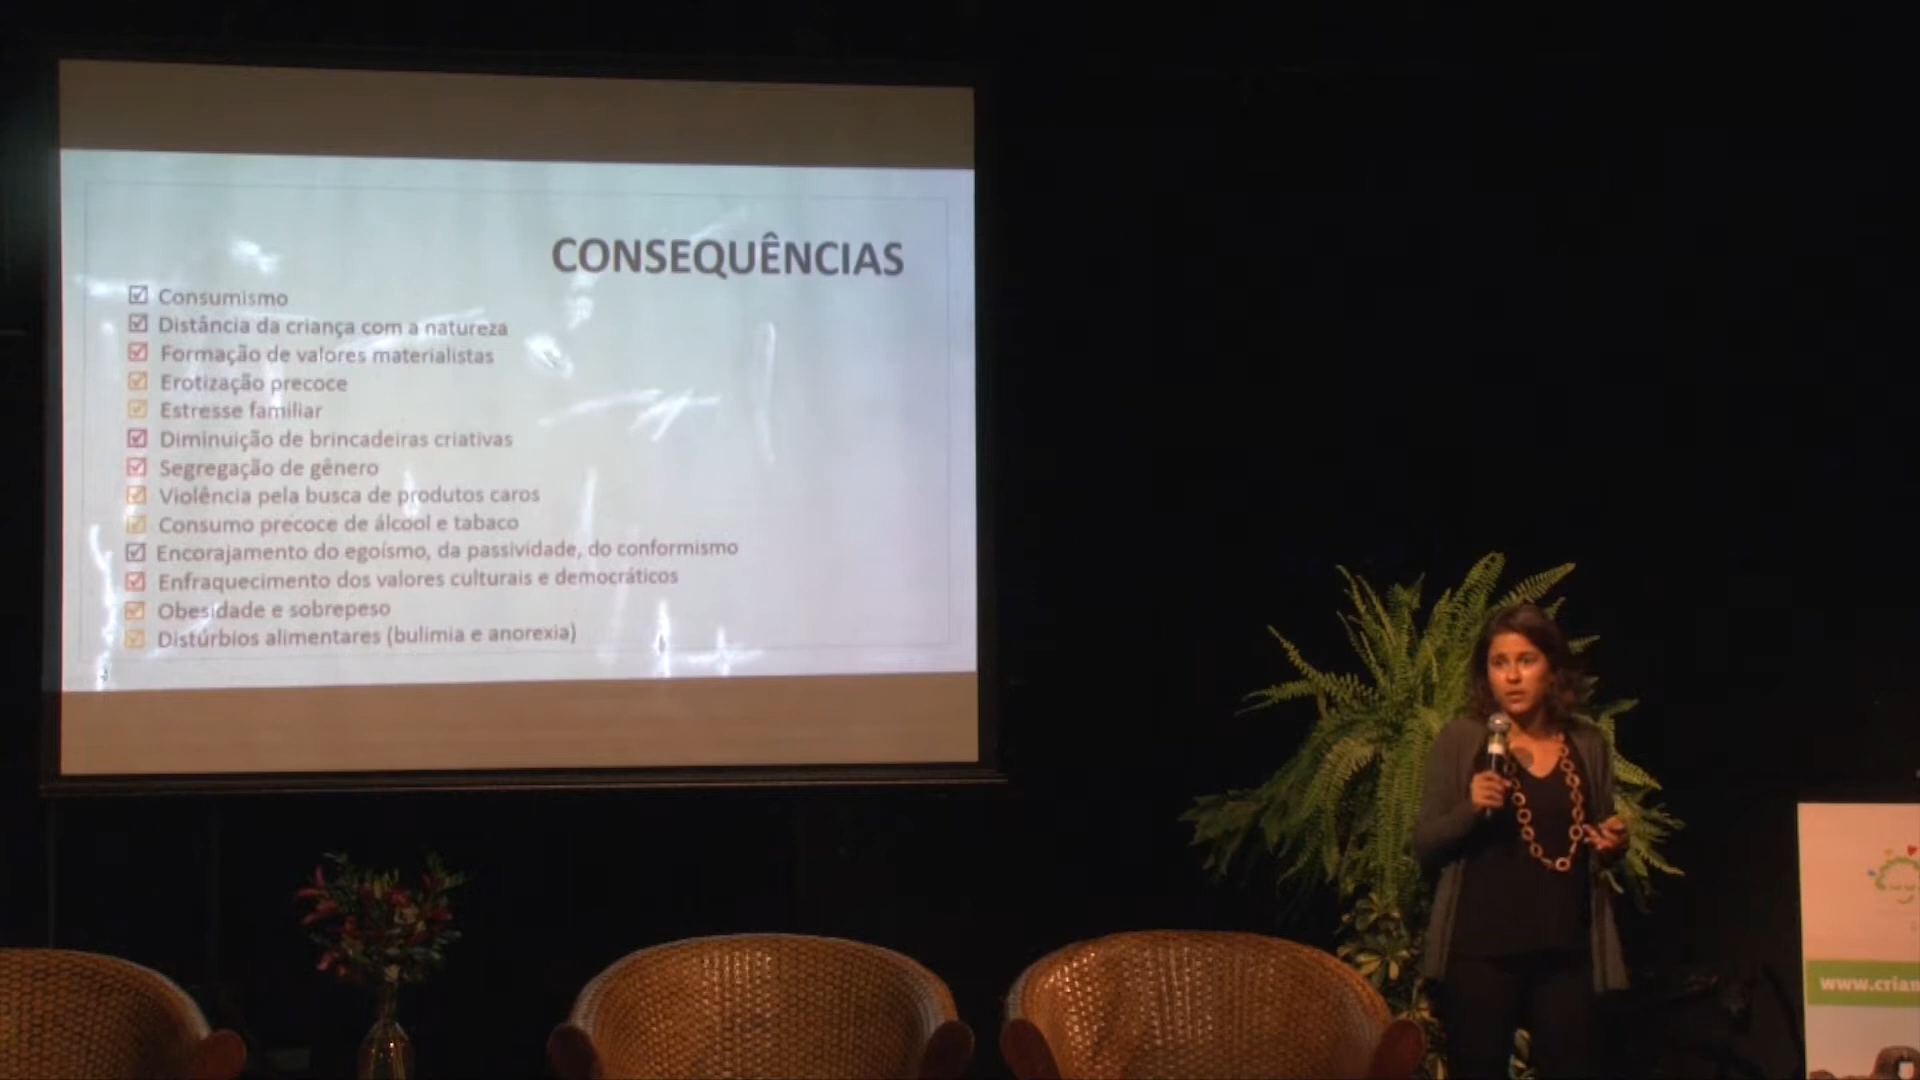 CONSEQUÊNCIAS
Consumismo
Distância da criança com a natureza
Formação de valores materialistas
Erotização precoce
Estresse familiar
Diminuição de brincadeiras criativas
Segregação de gênero
Violência pela busca de produtos caros
Consumo precoce de álcool e tabaco
Encorajamento do egoísmo, da passividade, do conformismo
Enfraquecimento dos valores culturais e democráticos
Obesidade e sobrepeso
Distúrbios alimentares (bulimia e anorexia)
www.crian